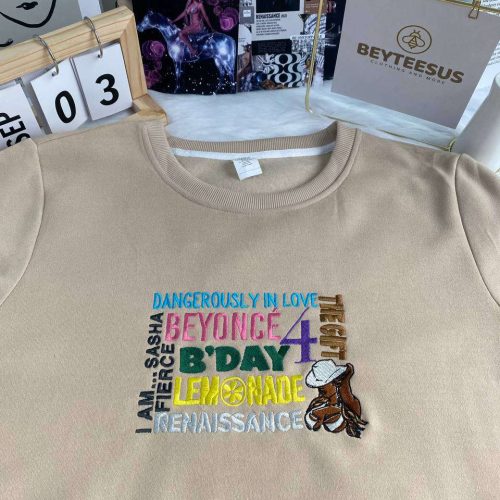 RENAISSANCE
BEYTEESUS
CLOTHING AND MORE
SEP
03
DANGEROUSLY IN LOVE
BEYONCÉ
4
THE GIFT
I AM... SASHA
FIERCE
B'DAY
LEMONADE
RENAISSANCE